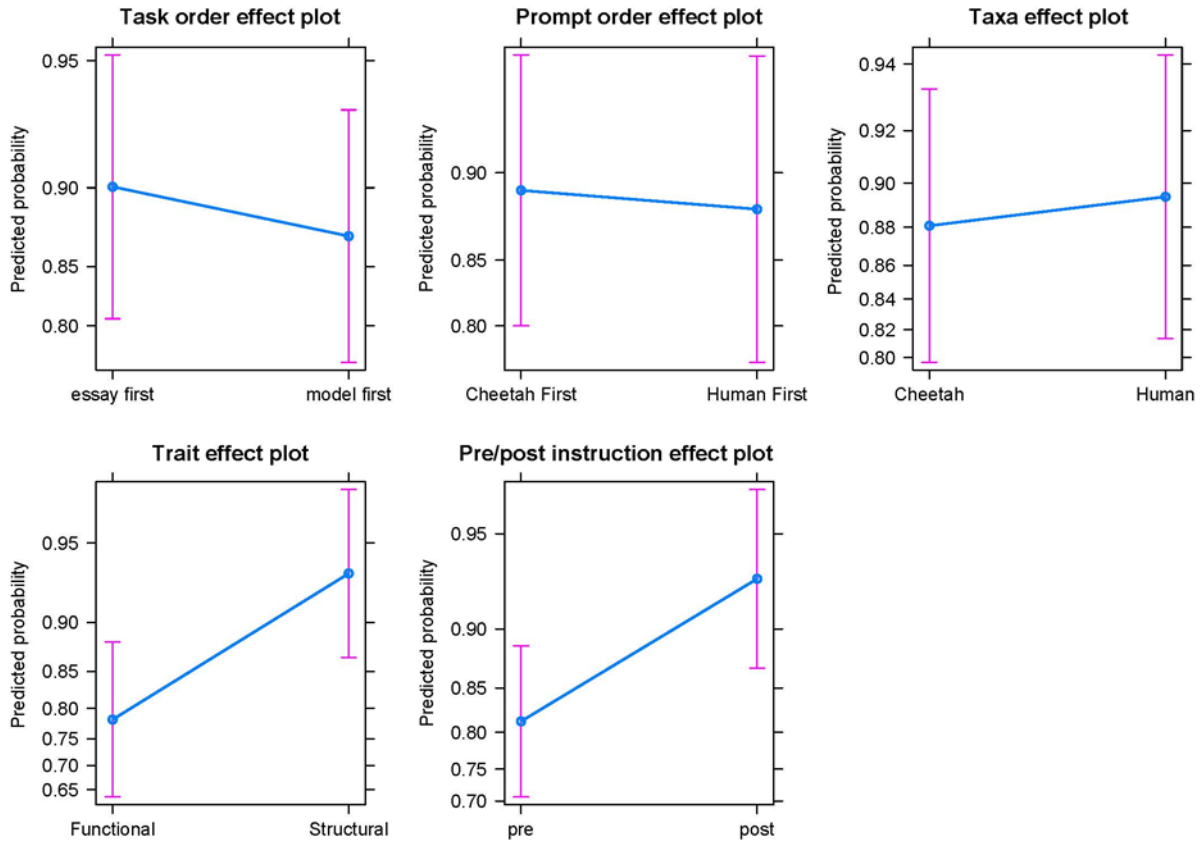 Task order effect plot
Predicted probability
0.95
0.90
0.85
0.80
essay first
model first
Prompt order effect plot
Predicted probability
0.90
0.85
0.80
Cheetah First
Human First
Taxa effect plot
Predicted probability
0.94
0.92
0.90
0.88
0.86
0.84
0.82
0.80
Cheetah
Human
Trait effect plot
Predicted probability
0.95
0.90
0.85
0.80
0.75
0.70
0.65
Functional
Structural
Pre/post instruction effect plot
Predicted probability
0.95
0.90
0.85
0.80
0.75
0.70
pre
post